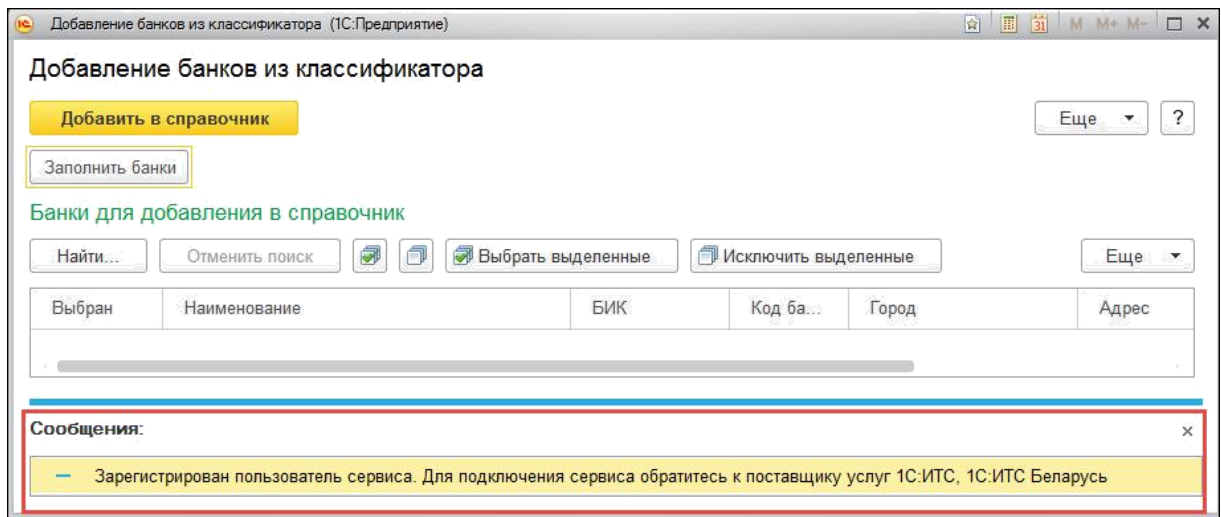 Добавление банков из классификатора (1С:Предприятие)
31 M M+ M-
Добавление банков из классификатора
Добавить в справочник Еще ?
Заполнить банки
Банки для добавления в справочник
Найти... Отменить поиск Выбрать выделенные Исключить выделенные Еще
Выбран Наименование БИК Код ба... Город Адрес
Сообщения:
Зарегистрирован пользователь сервиса. Для подключения сервиса обратитесь к поставщику услуг 1С:ИТС, 1С:ИТС Беларусь